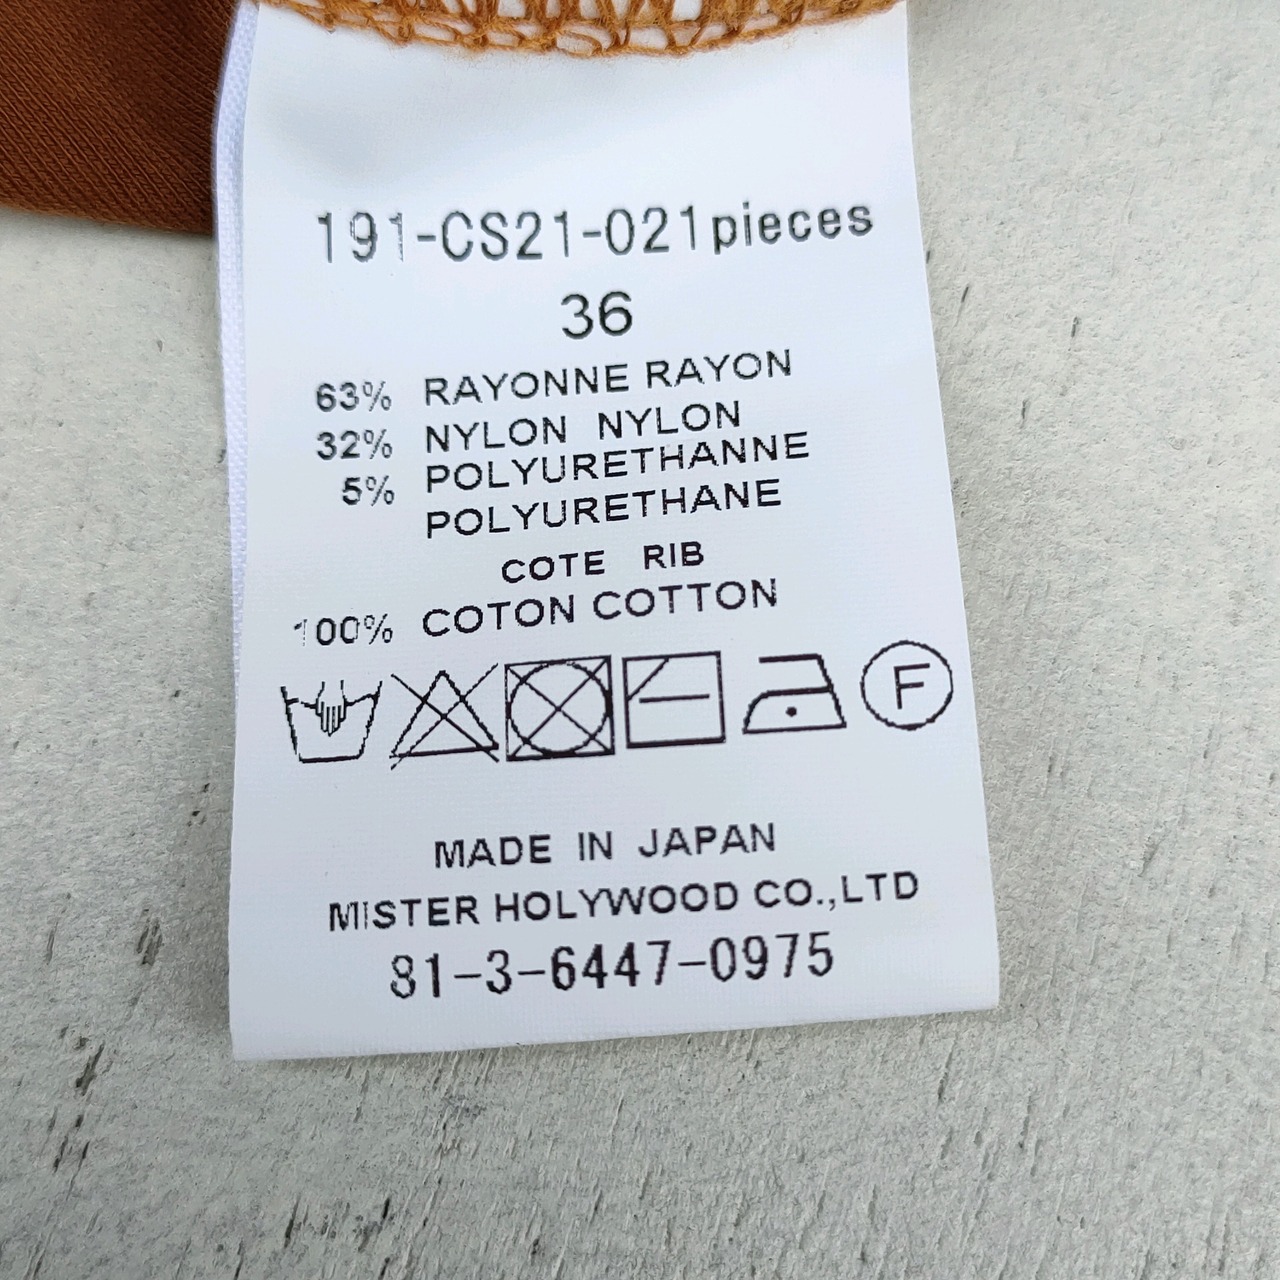 191-CS21-021pieces
36
63% RAYONNE RAYON
32% NYLON NYLON
5% POLYURETHANNE
POLYURETHANE
COTE RIB
100% COTON COTTON
F
MADE IN JAPAN
MISTER HOLYWOOD CO.,LTD
81-3-6447-0975